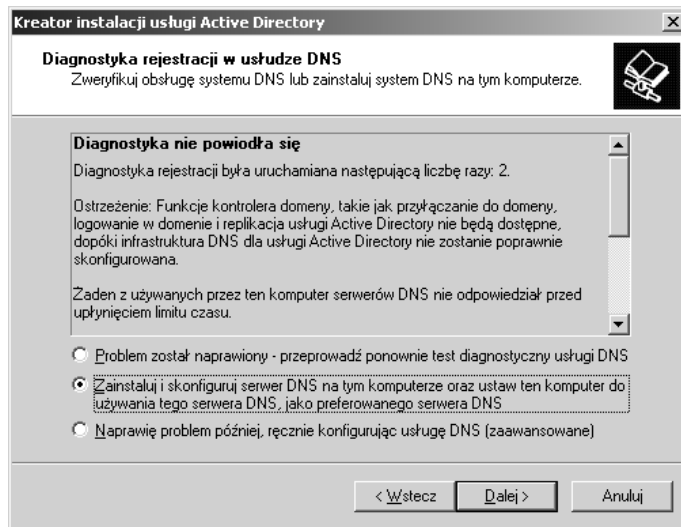 Kreator instalacji usługi Active Directory
Diagnostyka rejestracji w usłudze DNS
Zweryfikuj obsługę systemu DNS lub zainstaluj system DNS na tym komputerze.
Diagnostyka nie powiodła się
Diagnostyka rejestracji była uruchamiana następującą liczbę razy: 2.
Ostrzeżenie: Funkcje kontrolera domeny, takie jak przyłączanie do domeny,
logowanie w domenie i replikacja usługi Active Directory nie będą dostępne,
dopóki infrastruktura DNS dla usługi Active Directory nie zostanie poprawnie
skonfigurowana.
Żaden z używanych przez ten komputer serwerów DNS nie odpowiedział przed
upłynięciem limitu czasu.
Problem został naprawiony - przeprowadź ponownie test diagnostyczny usługi DNS
Zainstaluj i skonfiguruj serwer DNS na tym komputerze oraz ustaw ten komputer do
używania tego serwera DNS, jako preferowanego serwera DNS
Naprawię problem później, ręcznie konfigurując usługę DNS (zaawansowane)
< Wstecz
Dalej >
Anuluj